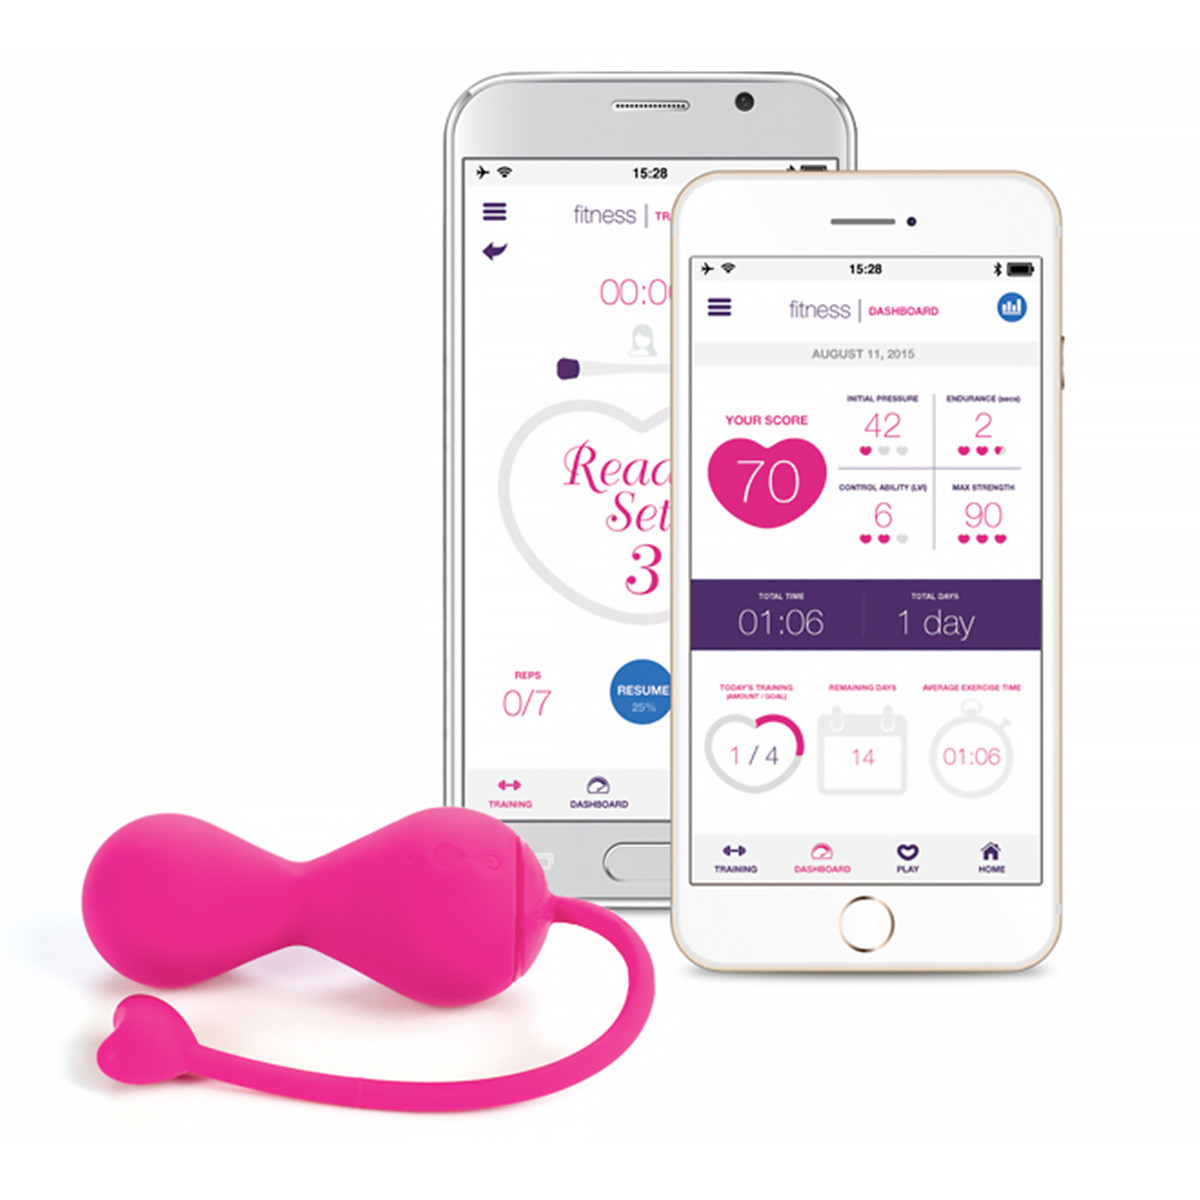 15:28
fitness | TR
00:0
Read
Set
3
REPS
0/7
RESUME
25%
TRAINING
DASHBOARD
15:28
fitness | DASHBOARD
AUGUST 11, 2015
YOUR SCORE
70
INITIAL PRESSURE
42
ENDURANCE (secs)
2
CONTROL ABILITY (LVl)
6
MAX STRENGTH
90
TOTAL TIME
01:06
TOTAL DAYS
1 day
TODAY'S TRAINING
(AMOUNT / GOAL)
1 / 4
REMAINING DAYS
14
AVERAGE EXERCISE TIME
01:06
TRAINING
DASHBOARD
PLAY
HOME